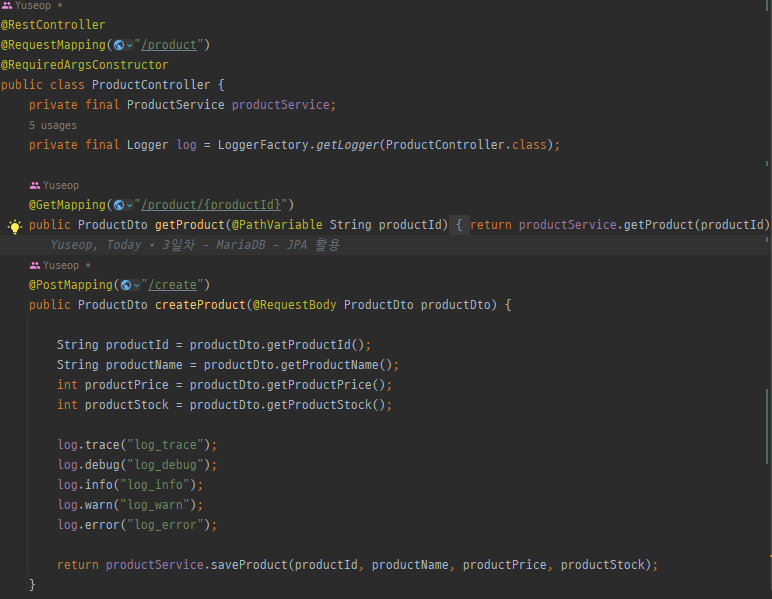 Yuseop *
@RestController
@RequestMapping("/product")
@RequiredArgsConstructor
public class ProductController {
private final ProductService productService;
5 usages
private final Logger log = LoggerFactory.getLogger(ProductController.class);
Yuseop
@GetMapping("/product/{productId}")
public ProductDto getProduct(@PathVariable String productId) { return productService.getProduct(productId)
Yuseop, Today • 3일차 - MariaDB - JPA 활용
Yuseop *
@PostMapping("/create")
public ProductDto createProduct(@RequestBody ProductDto productDto) {
String productId = productDto.getProductId();
String productName = productDto.getProductName();
int productPrice = productDto.getProductPrice();
int productStock = productDto.getProductStock();
log.trace("log_trace");
log.debug("log_debug");
log.info("log_info");
log.warn("log_warn");
log.error("log_error");
return productService.saveProduct(productId, productName, productPrice, productStock);
}